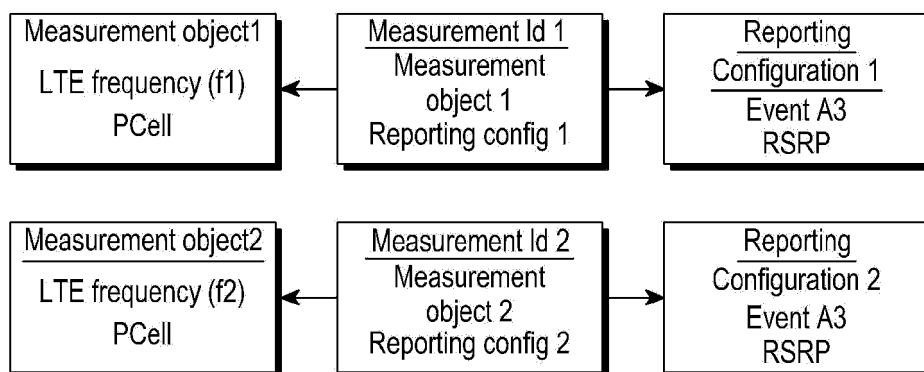 Measurement object1
LTE frequency (f1)
PCell
Measurement Id 1
Measurement
object 1
Reporting config 1
Reporting
Configuration 1
Event A3
RSRP
Measurement object2
LTE frequency (f2)
PCell
Measurement Id 2
Measurement
object 2
Reporting config 2
Reporting
Configuration 2
Event A3
RSRP